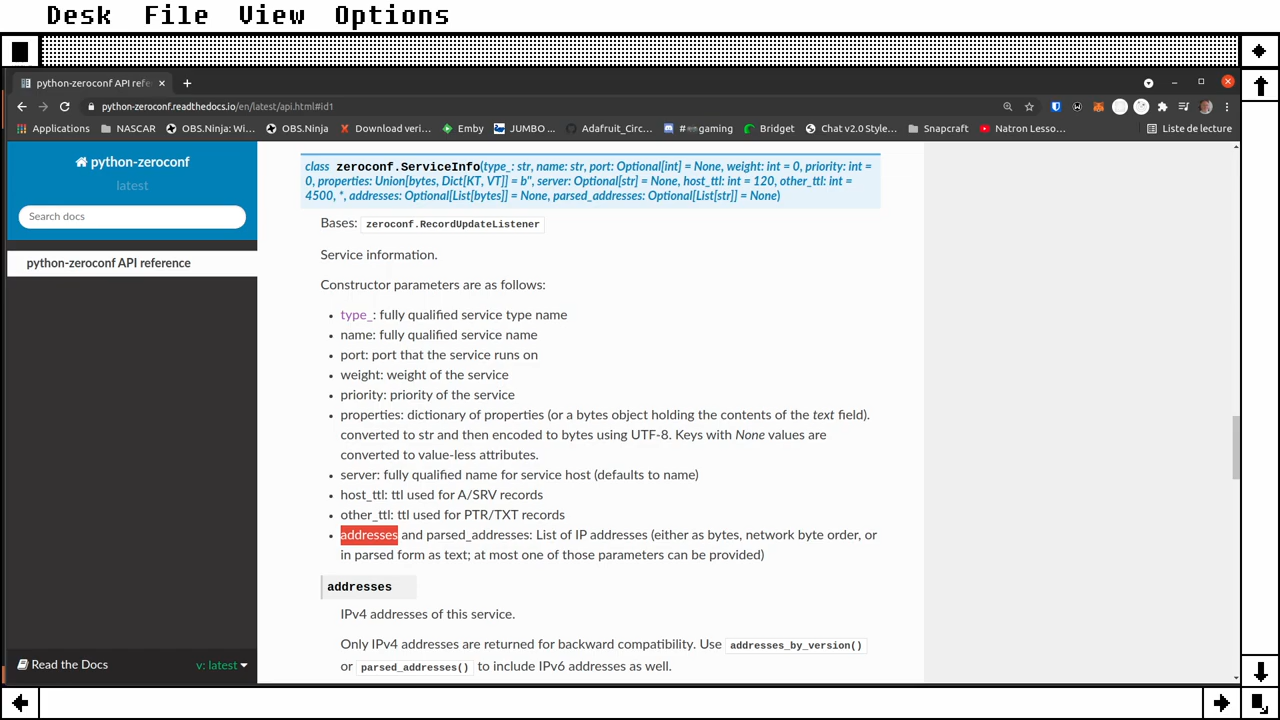 Desk File View Options
python-zeroconf API refe
python-zeroconf.readthedocs.io/en/latest/api.html#id1
Applications NASCAR OBS.Ninja: Wi... OBS.Ninja Download veri... Emby JUMBO ... Adafruit_Circ... gaming Bridget Chat v2.0 Style... Snapcraft Natron Lesso... Liste de lecture
python-zeroconf
latest
Search docs
python-zeroconf API reference
class zeroconf.ServiceInfo(type_: str, name: str, port: Optional[int] = None, weight: int = 0, priority: int =
0, properties: Union[bytes, Dict[KT, VT]] = b'', server: Optional[str] = None, host_ttl: int = 120, other_ttl: int =
4500, *, addresses: Optional[List[bytes]] = None, parsed_addresses: Optional[List[str]] = None)
Bases: zeroconf.RecordUpdateListener
Service information.
Constructor parameters are as follows:
• type_: fully qualified service type name
• name: fully qualified service name
• port: port that the service runs on
• weight: weight of the service
• priority: priority of the service
• properties: dictionary of properties (or a bytes object holding the contents of the text field).
converted to str and then encoded to bytes using UTF-8. Keys with None values are
converted to value-less attributes.
• server: fully qualified name for service host (defaults to name)
• host_ttl: ttl used for A/SRV records
• other_ttl: ttl used for PTR/TXT records
• addresses and parsed_addresses: List of IP addresses (either as bytes, network byte order, or
in parsed form as text; at most one of those parameters can be provided)
addresses
IPv4 addresses of this service.
Only IPv4 addresses are returned for backward compatibility. Use addresses_by_version()
or parsed_addresses() to include IPv6 addresses as well.
Read the Docs v: latest